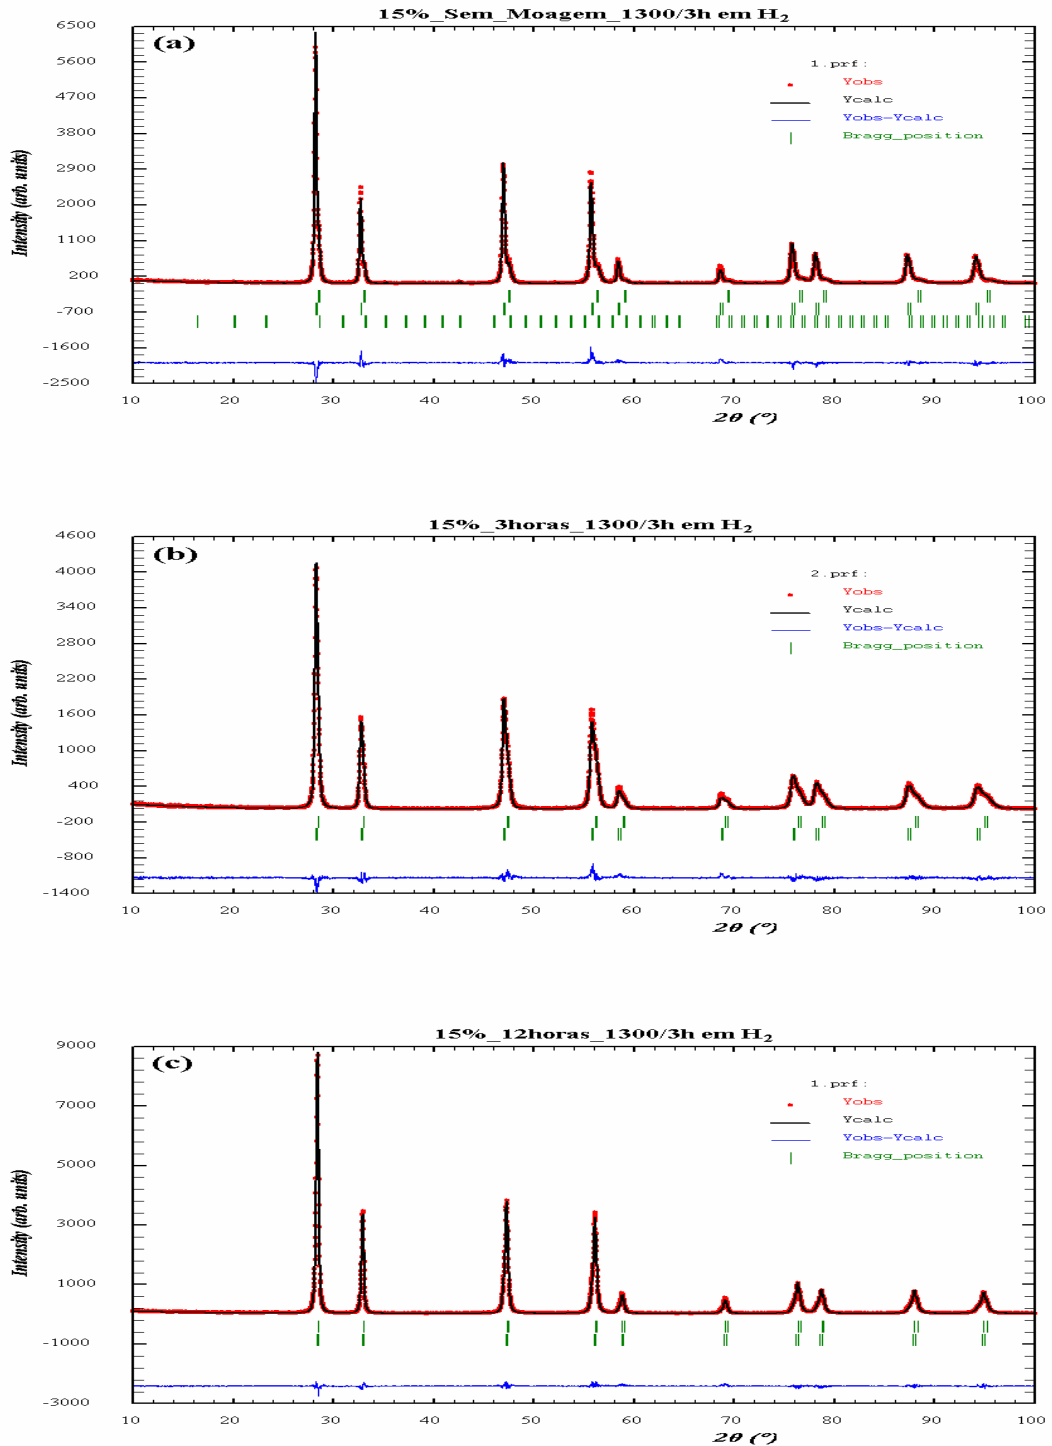 15%_Sem_Moagem_1300/3h em H₂
(a)
1.prf:
Yobs
Ycalc
Yobs-Ycalc
Bragg_position
Intensity (arb. units)
6500
5600
4700
3800
2900
2000
1100
200
-700
-1600
-2500
10 20 30 40 50 60 70 80 90 100
2θ (°)
15%_3horas_1300/3h em H₂
(b)
2.prf:
Yobs
Ycalc
Yobs-Ycalc
Bragg_position
Intensity (arb. units)
4600
4000
3400
2800
2200
1600
1000
400
-200
-800
-1400
10 20 30 40 50 60 70 80 90 100
2θ (°)
15%_12horas_1300/3h em H₂
(c)
1.prf:
Yobs
Ycalc
Yobs-Ycalc
Bragg_position
Intensity (arb. units)
9000
7000
5000
3000
1000
-1000
-3000
10 20 30 40 50 60 70 80 90 100
2θ (°)